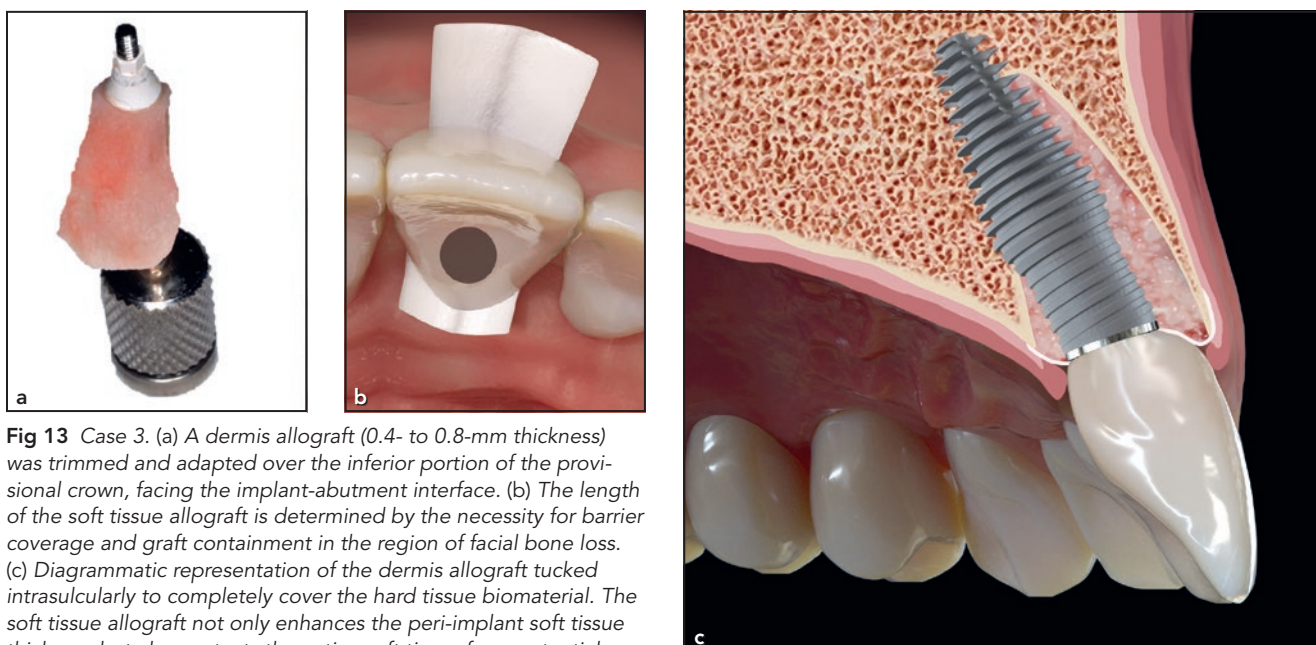 a
b
c
Fig 13 Case 3. (a) A dermis allograft (0.4- to 0.8-mm thickness)
was trimmed and adapted over the inferior portion of the provi-
sional crown, facing the implant-abutment interface. (b) The length
of the soft tissue allograft is determined by the necessity for barrier
coverage and graft containment in the region of facial bone loss.
(c) Diagrammatic representation of the dermis allograft tucked
intrasulcularly to completely cover the hard tissue biomaterial. The
soft tissue allograft not only enhances the peri-implant soft tissue